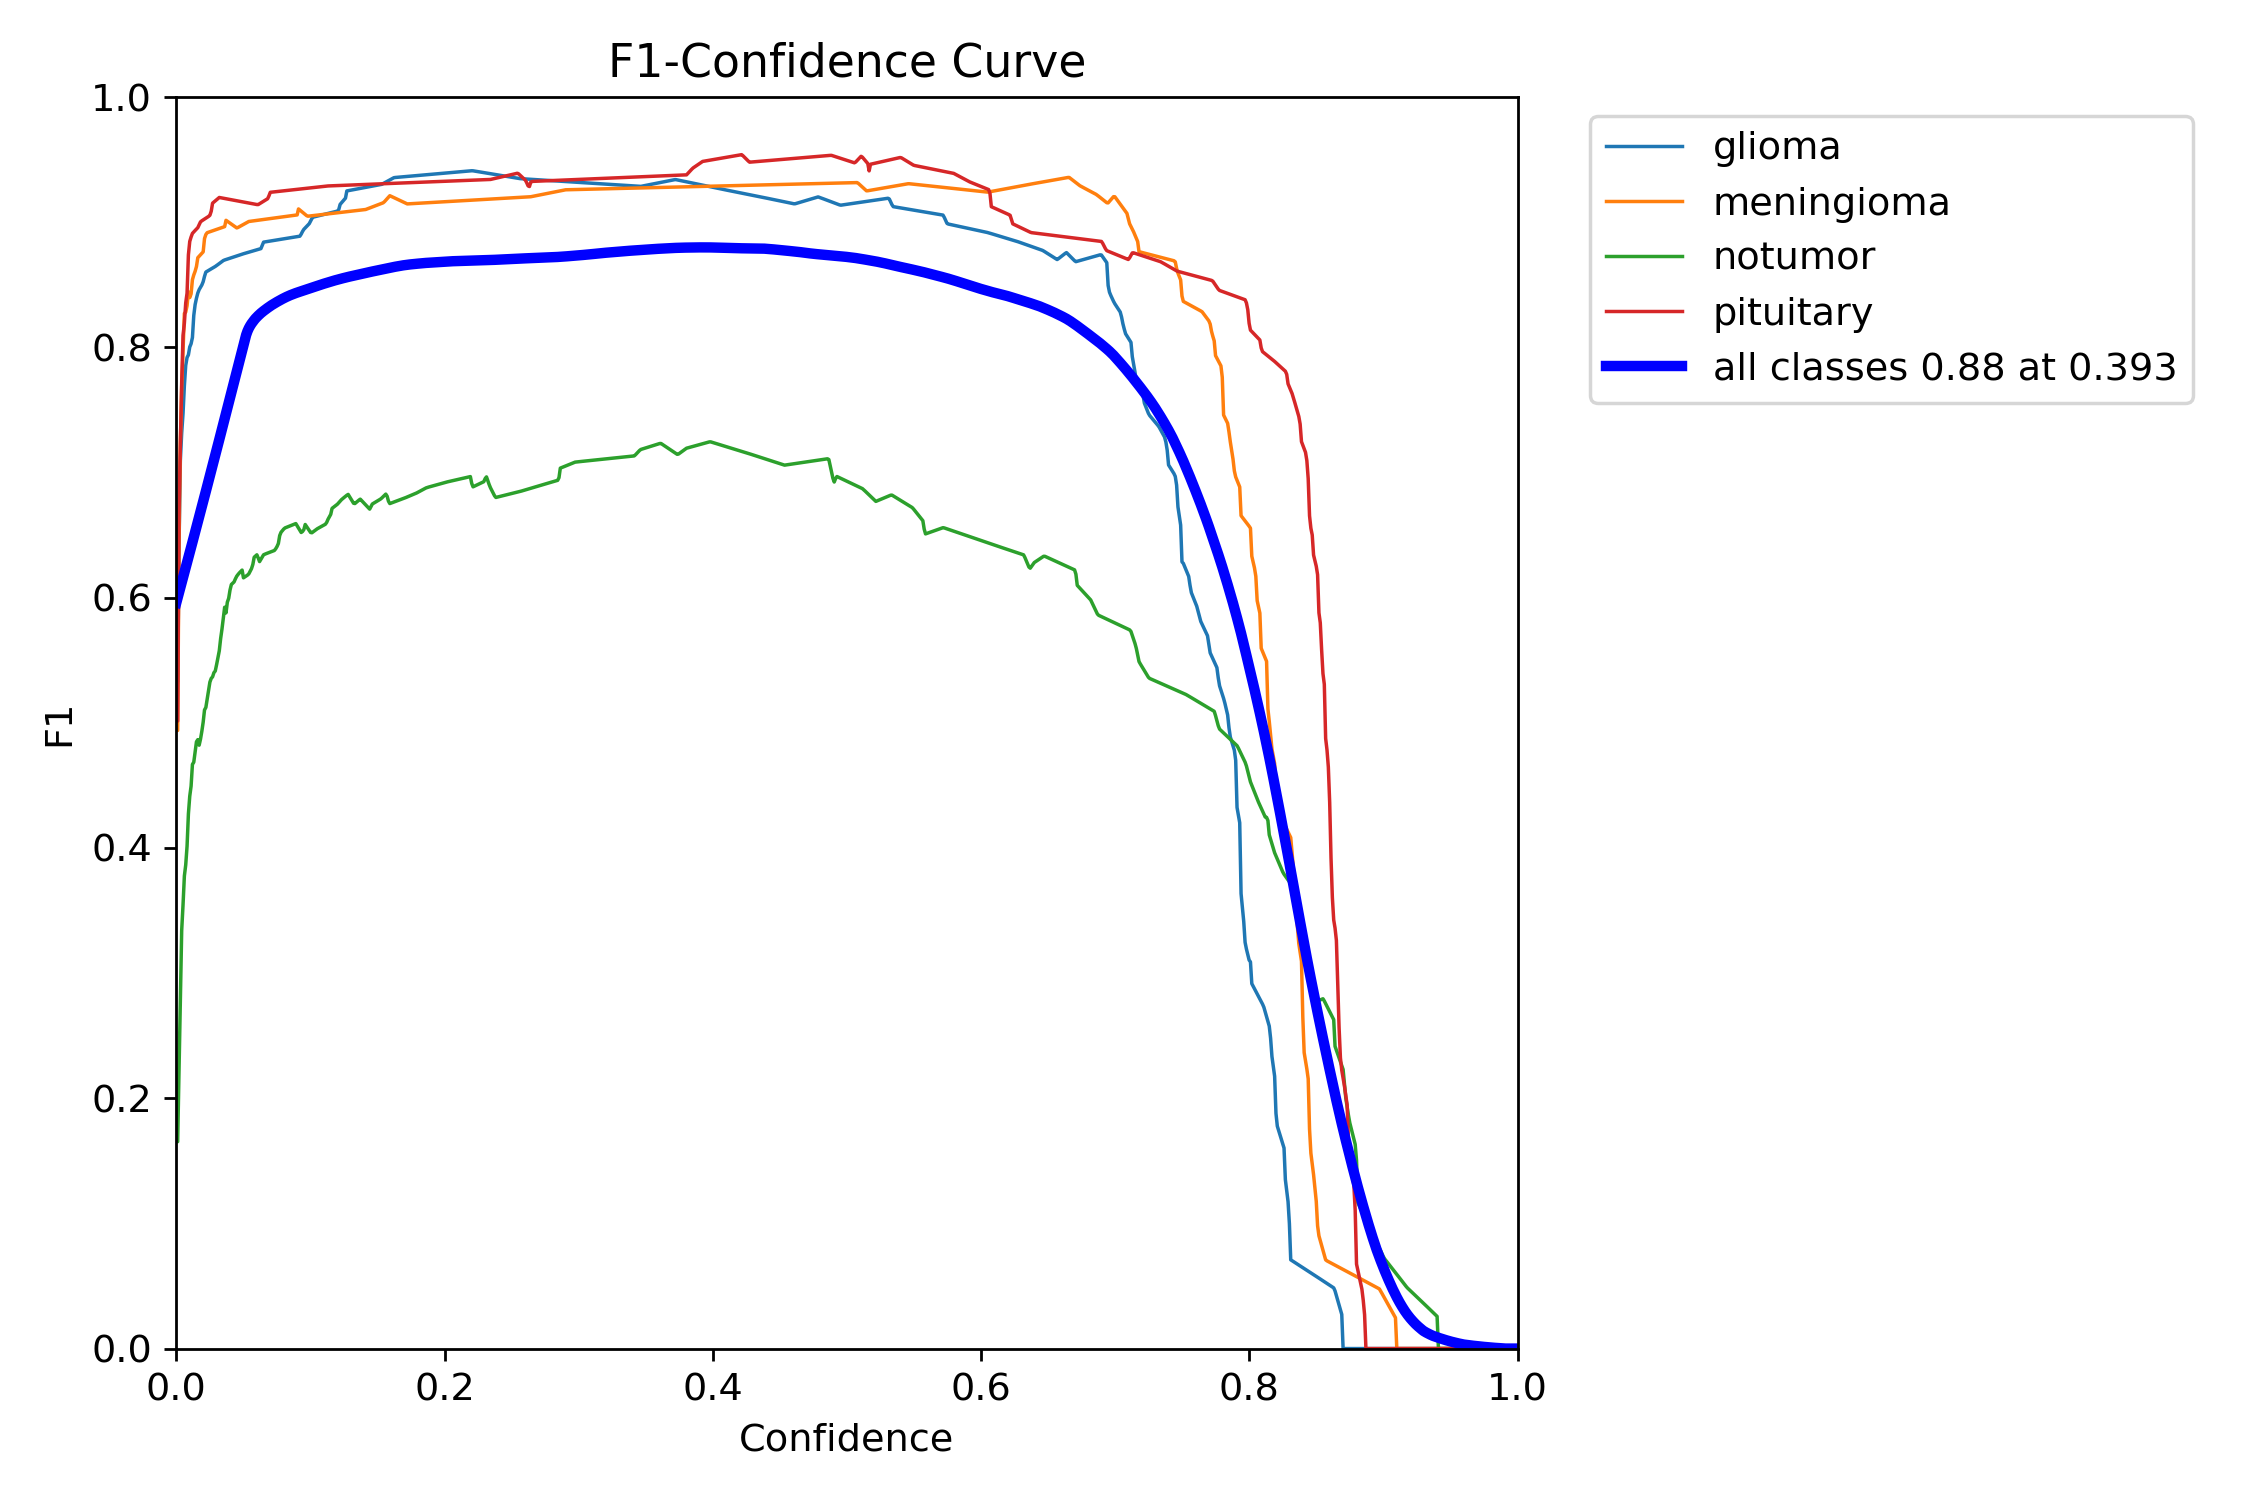 F1-Confidence Curve
1.0
0.8
0.6
0.4
0.2
0.0
F1
0.0 0.2 0.4 0.6 0.8 1.0
Confidence
glioma
meningioma
notumor
pituitary
all classes 0.88 at 0.393